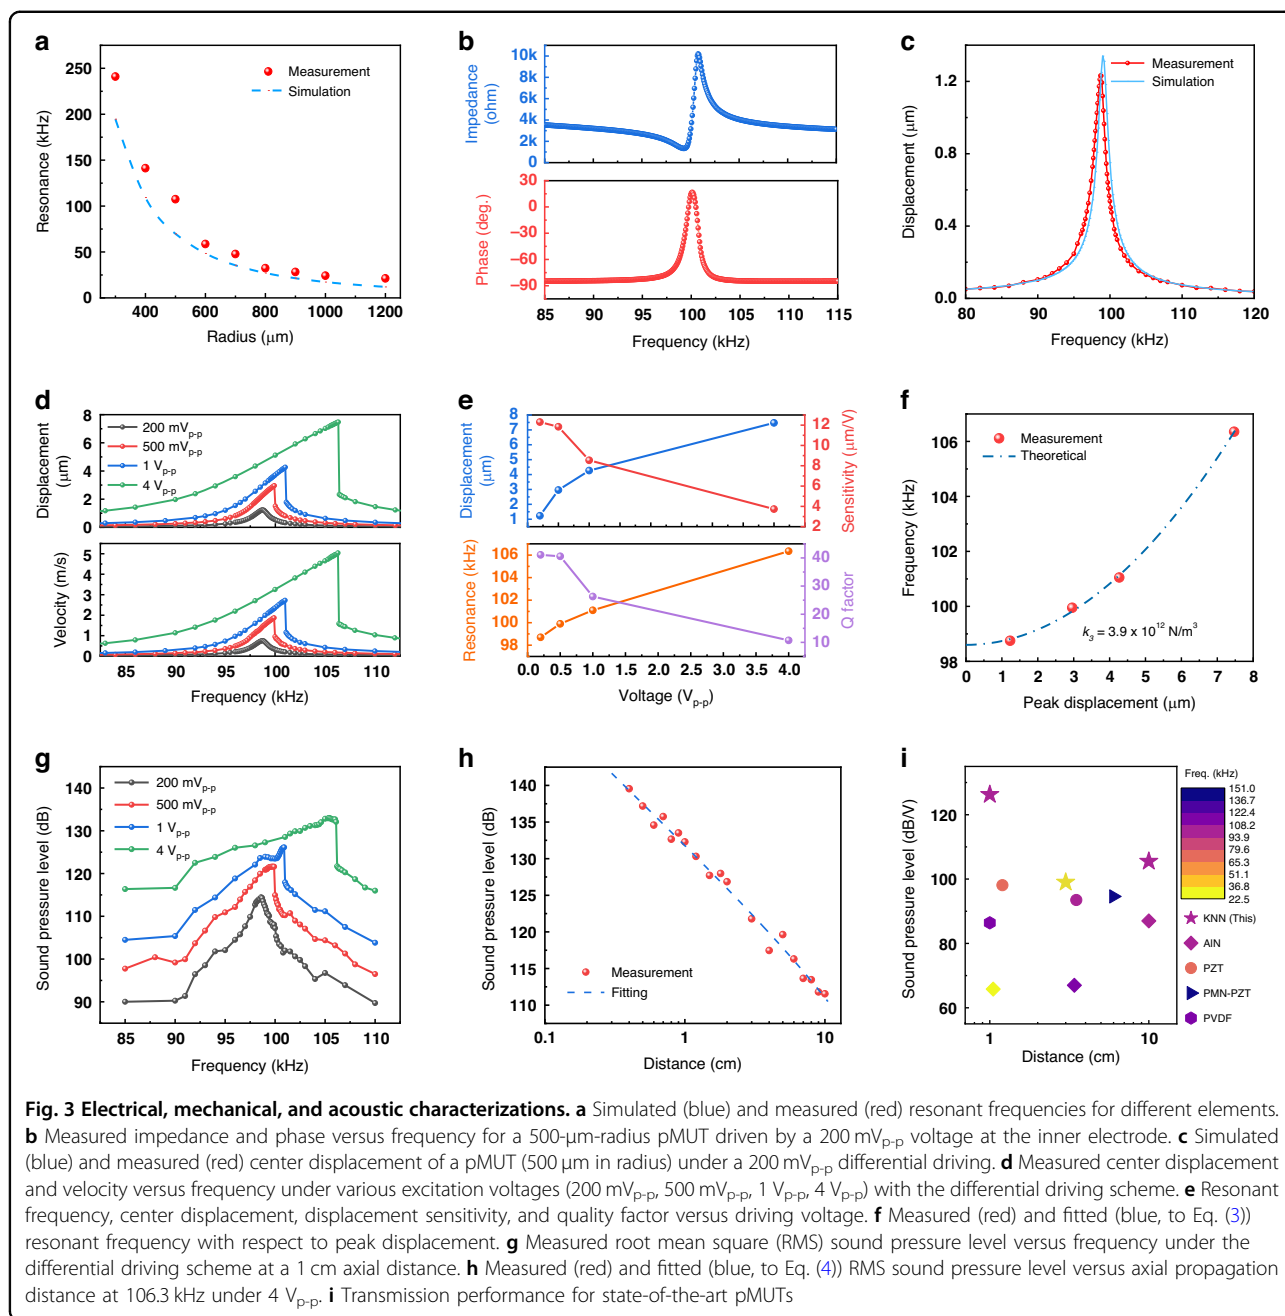 a
250
200
150
100
50
0
Resonance (kHz)
Measurement
Simulation
400 600 800 1000 1200
Radius (μm)
b
10k
8k
6k
4k
2k
0
Impedance
(ohm)
30
0
−30
−60
−90
Phase (deg.)
85 90 95 100 105 110 115
Frequency (kHz)
c
1.2
0.8
0.4
0.0
Displacement (μm)
Measurement
Simulation
80 90 100 110 120
Frequency (kHz)
d
8
6
4
2
0
Displacement
(μm)
200 mVp-p
500 mVp-p
1 Vp-p
4 Vp-p
5
4
3
2
1
0
Velocity (m/s)
85 90 95 100 105 110
Frequency (kHz)
e
8
7
6
5
4
3
2
1
Displacement
(μm)
12
10
8
6
4
2
Sensitivity (μm/V)
106
104
102
100
98
Resonance (kHz)
40
30
20
10
Q factor
0.0 0.5 1.0 1.5 2.0 2.5 3.0 3.5 4.0
Voltage (Vp-p)
f
106
104
102
100
98
Frequency (kHz)
Measurement
Theoretical
k3 = 3.9 x 10^12 N/m^3
0 1 2 3 4 5 6 7 8
Peak displacement (μm)
g
140
130
120
110
100
90
Sound pressure level (dB)
200 mVp-p
500 mVp-p
1 Vp-p
4 Vp-p
85 90 95 100 105 110
Frequency (kHz)
h
140
135
130
125
120
115
110
Sound pressure level (dB)
Measurement
Fitting
0.1 1 10
Distance (cm)
i
120
100
80
60
Sound pressure level (dB/V)
1 10
Distance (cm)
Freq. (kHz)
151.0
136.7
122.4
108.2
93.9
79.6
65.3
51.1
36.8
22.5
KNN (This)
AlN
PZT
PMN-PZT
PVDF
Fig. 3 Electrical, mechanical, and acoustic characterizations. a Simulated (blue) and measured (red) resonant frequencies for different elements.
b Measured impedance and phase versus frequency for a 500-μm-radius pMUT driven by a 200 mVp-p voltage at the inner electrode. c Simulated
(blue) and measured (red) center displacement of a pMUT (500 μm in radius) under a 200 mVp-p differential driving. d Measured center displacement
and velocity versus frequency under various excitation voltages (200 mVp-p, 500 mVp-p, 1 Vp-p, 4 Vp-p) with the differential driving scheme. e Resonant
frequency, center displacement, displacement sensitivity, and quality factor versus driving voltage. f Measured (red) and fitted (blue, to Eq. (3))
resonant frequency with respect to peak displacement. g Measured root mean square (RMS) sound pressure level versus frequency under the
differential driving scheme at a 1 cm axial distance. h Measured (red) and fitted (blue, to Eq. (4)) RMS sound pressure level versus axial propagation
distance at 106.3 kHz under 4 Vp-p. i Transmission performance for state-of-the-art pMUTs